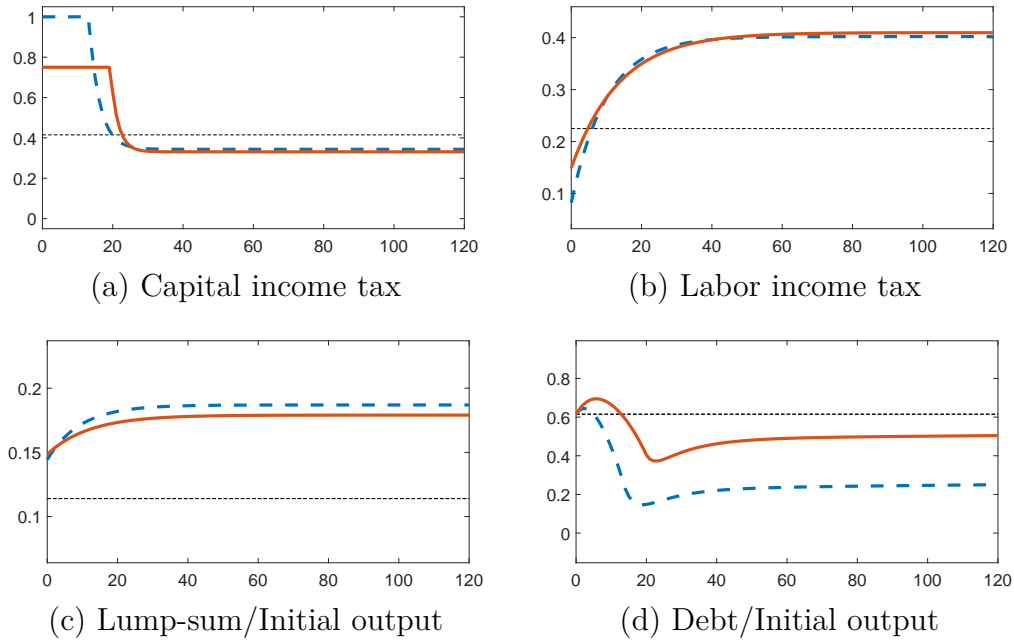 1
0.8
0.6
0.4
0.2
0
0 20 40 60 80 100 120
(a) Capital income tax
0.4
0.3
0.2
0.1
0 20 40 60 80 100 120
(b) Labor income tax
0.2
0.15
0.1
0 20 40 60 80 100 120
(c) Lump-sum/Initial output
0.8
0.6
0.4
0.2
0
0 20 40 60 80 100 120
(d) Debt/Initial output